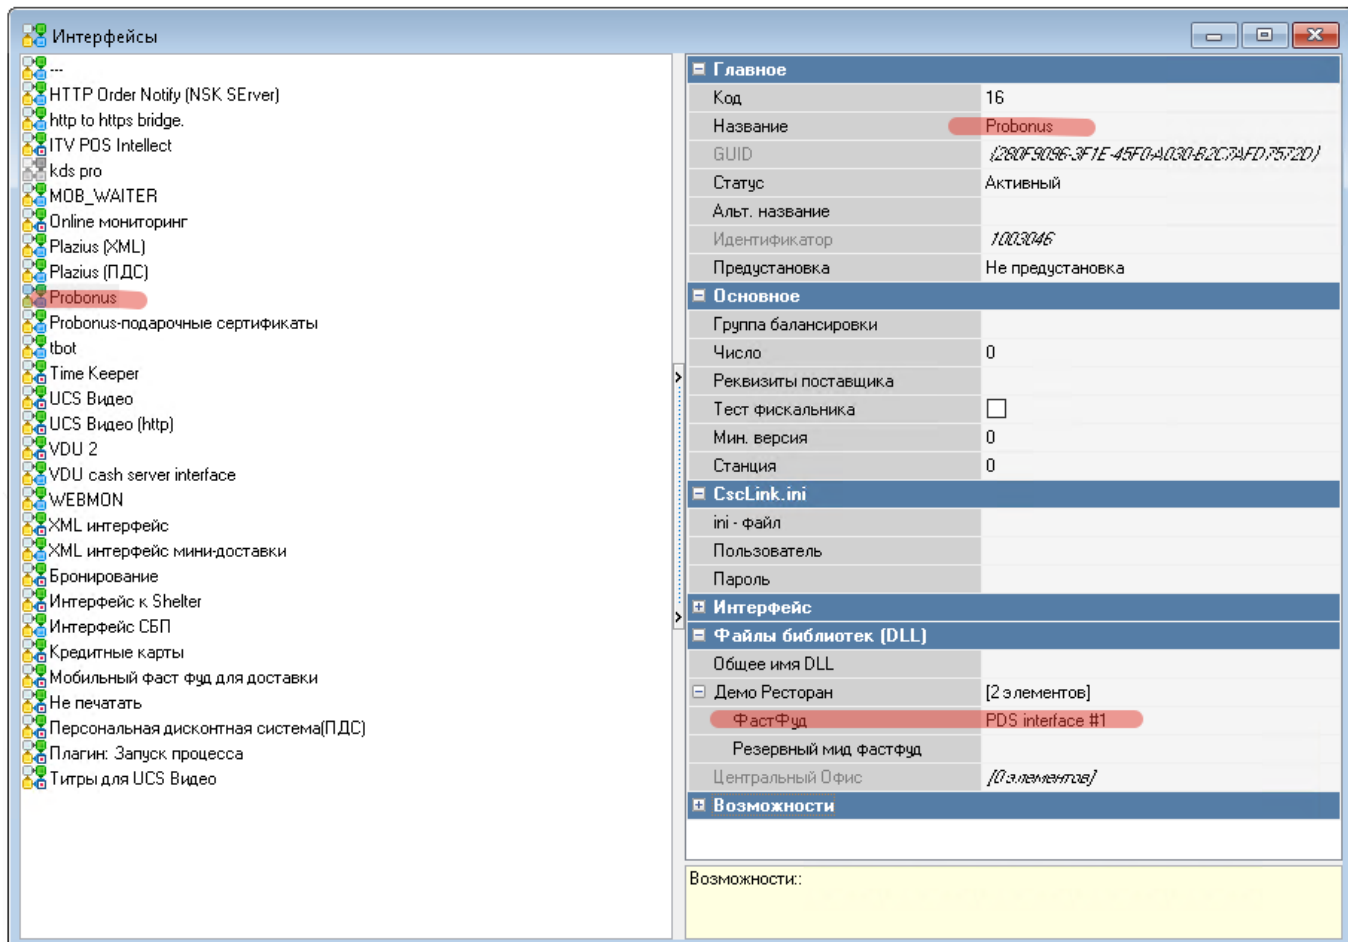 Интерфейсы
---
HTTP Order Notify (NSK SErver)
http to https bridge.
ITV POS Intellect
kds pro
MOB_WAITER
Online мониторинг
Plazius (XML)
Plazius (ПДС)
Probonus
Probonus-подарочные сертификаты
tbot
Time Keeper
UCS Видео
UCS Видео (http)
VDU 2
VDU cash server interface
WEBMON
XML интерфейс
XML интерфейс мини-доставки
Бронирование
Интерфейс к Shelter
Интерфейс СБП
Кредитные карты
Мобильный фаст фуд для доставки
Не печатать
Персональная дисконтная система(ПДС)
Плагин: Запуск процесса
Титры для UCS Видео
Главное
Код 16
Название Probonus
GUID {280F9096-3F1E-45F0-A030-B2C7AFD7572D}
Статус Активный
Альт. название
Идентификатор 1003046
Предустановка Не предустановка
Основное
Группа балансировки
Число 0
Реквизиты поставщика
Тест фискальника
Мин. версия 0
Станция 0
CscLink.ini
ini - файл
Пользователь
Пароль
Интерфейс
Файлы библиотек (DLL)
Общее имя DLL
Демо Ресторан [2 элементов]
ФастФуд PDS interface #1
Резервный мид фастфуд
Центральный Офис [0 элементов]
Возможности
Возможности::